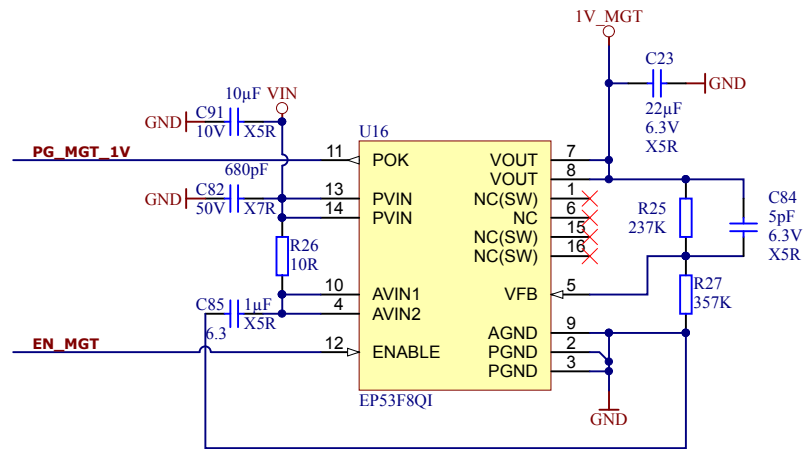 1V_MGT
C23
GND
22µF
6.3V
X5R
10µF
VIN
C91
GND
10V
X5R
U16
PG_MGT_1V
11
POK
VOUT
7
VOUT
8
680pF
C82
GND
50V
X7R
13
PVIN
14
PVIN
NC(SW)
1
NC
6
NC(SW)
15
NC(SW)
16
R25
237K
C84
5pF
6.3V
X5R
R26
10R
10
AVIN1
4
AVIN2
VFB
5
R27
357K
C85
1µF
6.3
X5R
AGND
9
PGND
2
PGND
3
EN_MGT
12
ENABLE
EP53F8QI
GND